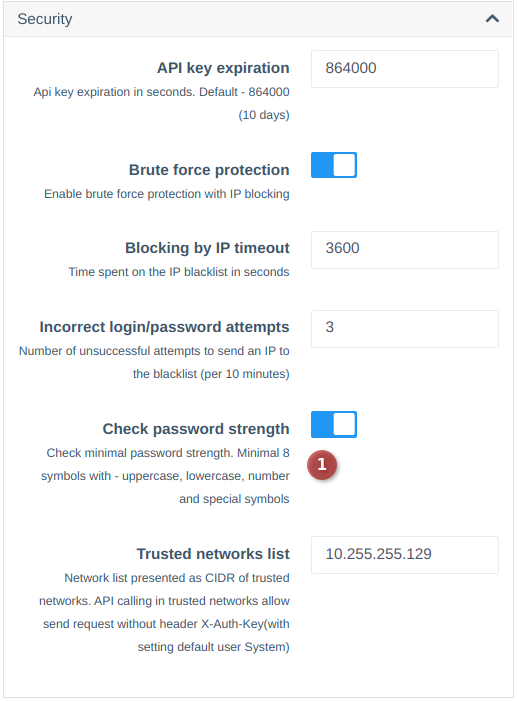 Security
API key expiration
864000
Api key expiration in seconds. Default - 864000
(10 days)
Brute force protection
Enable brute force protection with IP blocking
Blocking by IP timeout
3600
Time spent on the IP blacklist in seconds
Incorrect login/password attempts
3
Number of unsuccessful attempts to send an IP to
the blacklist (per 10 minutes)
Check password strength
Check minimal password strength. Minimal 8
1
symbols with - uppercase, lowercase, number
and special symbols
Trusted networks list
10.255.255.129
Network list presented as CIDR of trusted
networks. API calling in trusted networks allow
send request without header X-Auth-Key(with
setting default user System)